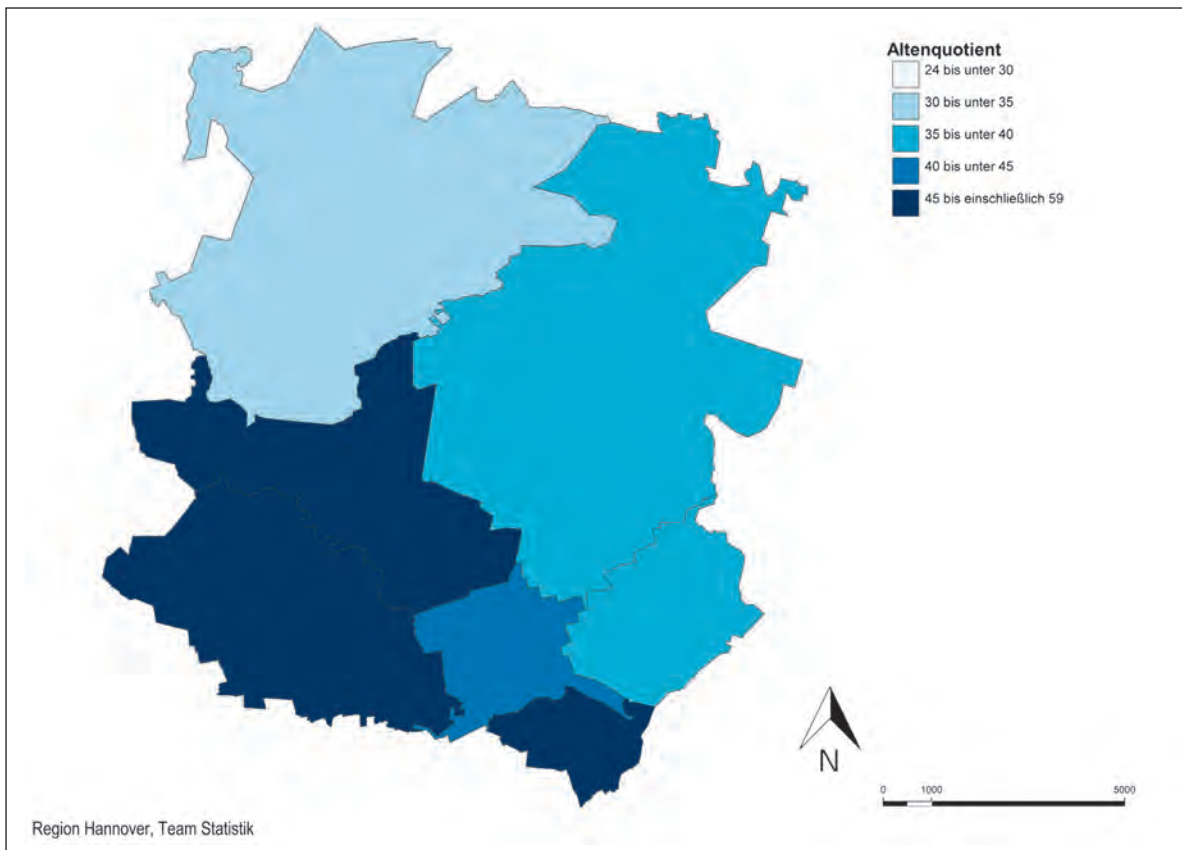 Altenquotient
24 bis unter 30
30 bis unter 35
35 bis unter 40
40 bis unter 45
45 bis einschließlich 59
N
0 1000 5000
Region Hannover, Team Statistik